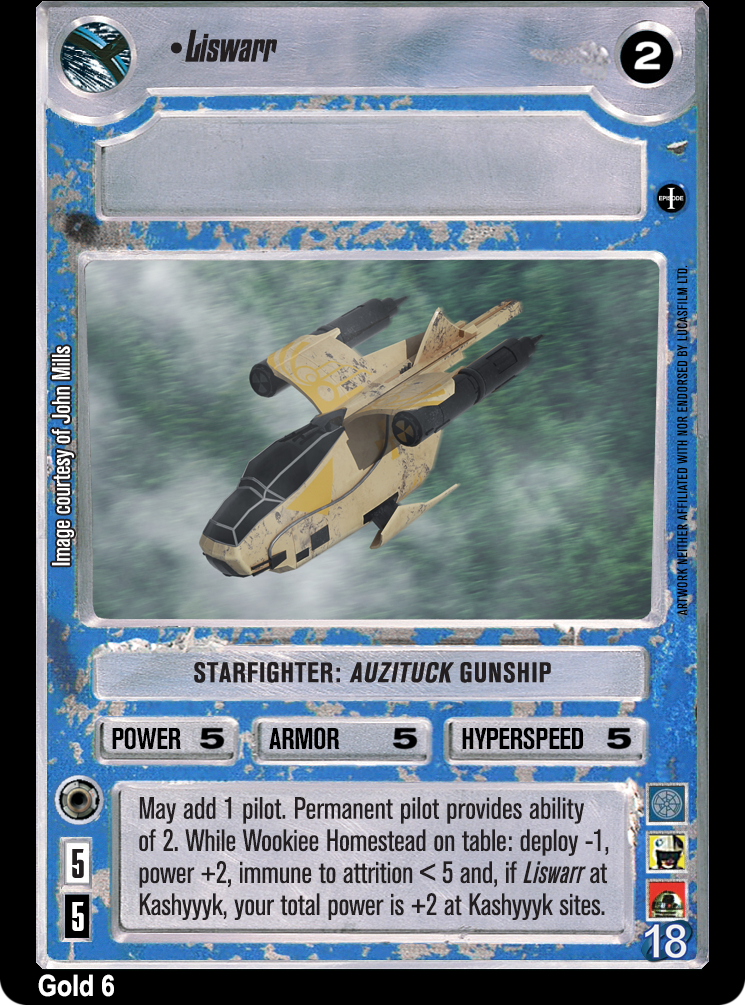 •Liswarr
2
EPISODE
I
Image courtesy of John Mills
ARTWORK NEITHER AFFILIATED WITH NOR ENDORSED BY LUCASFILM LTD.
STARFIGHTER: AUZITUCK GUNSHIP
POWER 5 ARMOR 5 HYPERSPEED 5
May add 1 pilot. Permanent pilot provides ability
of 2. While Wookiee Homestead on table: deploy -1,
power +2, immune to attrition < 5 and, if Liswarr at
Kashyyyk, your total power is +2 at Kashyyyk sites.
5
5
18
Gold 6